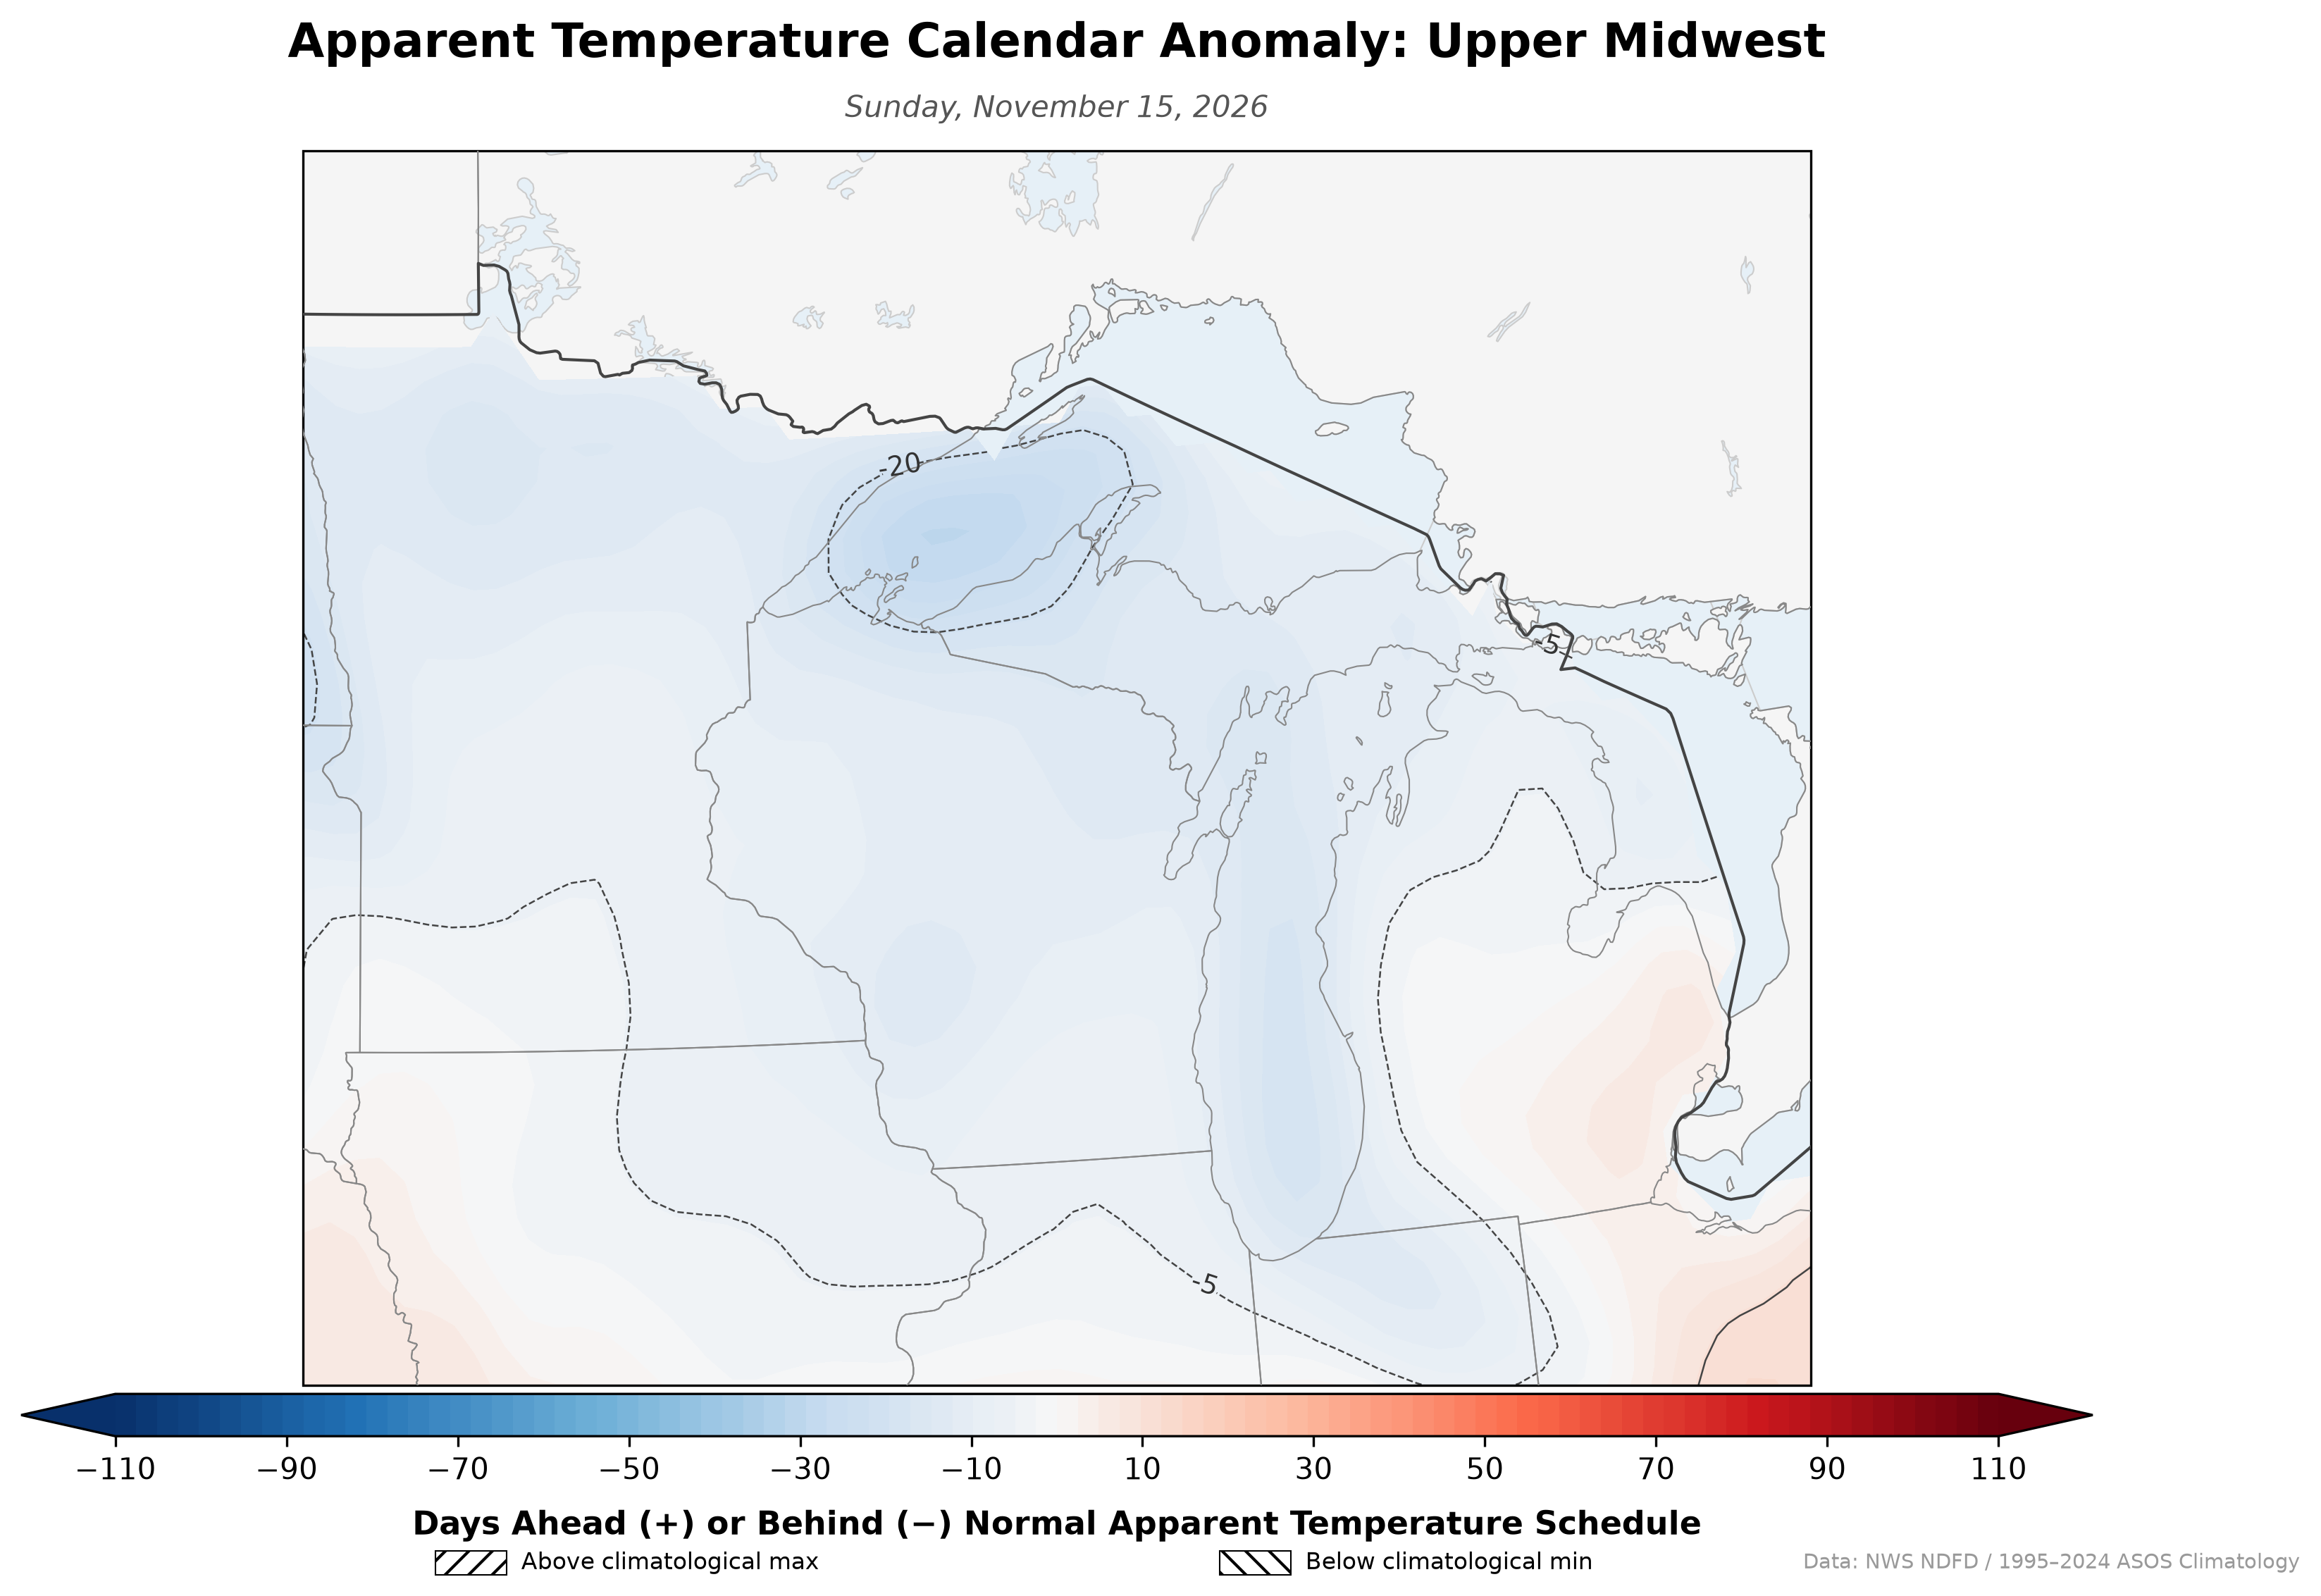 Apparent Temperature Calendar Anomaly: Upper Midwest
Sunday, November 15, 2026
-20
-5
-5
−110 −90 −70 −50 −30 −10 10 30 50 70 90 110
Days Ahead (+) or Behind (−) Normal Apparent Temperature Schedule
Above climatological max Below climatological min Data: NWS NDFD / 1995–2024 ASOS Climatology